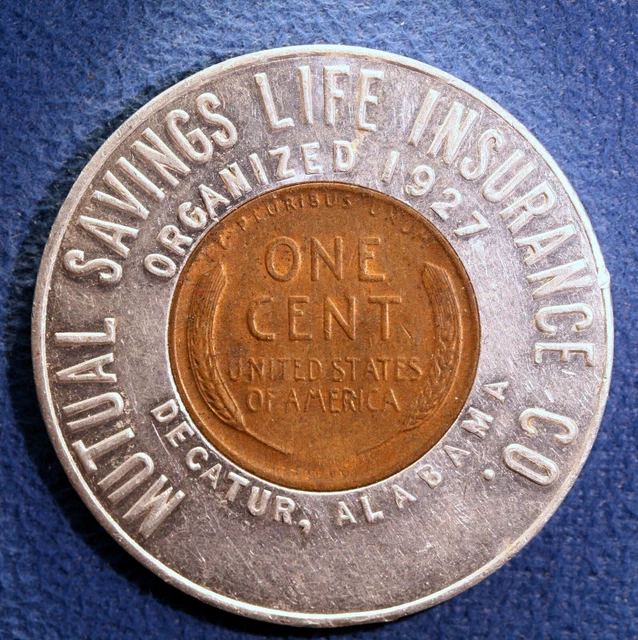 MUTUAL SAVINGS LIFE INSURANCE CO.
ORGANIZED 1927
E PLURIBUS UNUM
ONE
CENT
UNITED STATES
OF AMERICA
DECATUR, ALABAMA